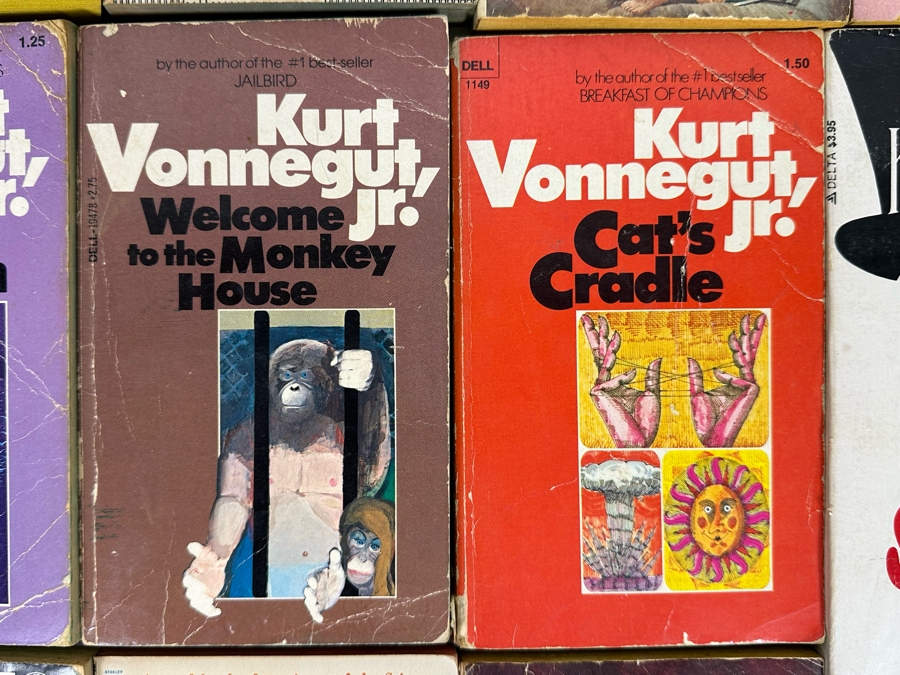 1.25
by the author of the #1 best-seller
JAILBIRD
Kurt
Vonnegut,
jr.!
Welcome
to the Monkey
House
DELL • 19478 • 2.75
DELL
1149
1.50
by the author of the #1 bestseller
BREAKFAST OF CHAMPIONS
Kurt
Vonnegut,
jr.!
Cat's
Cradle
DELTA $3.95